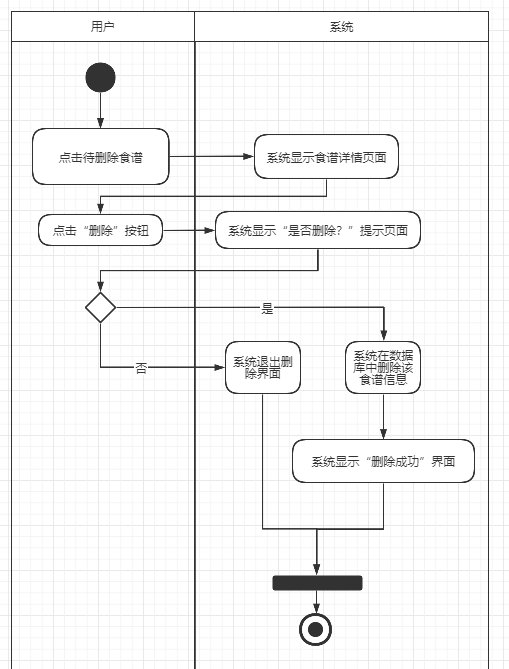 用户
系统
点击待删除食谱
系统显示食谱详情页面
点击“删除”按钮
系统显示“是否删除？”提示页面
是
否
系统退出删
除界面
系统在数据
库中删除该
食谱信息
系统显示“删除成功”界面